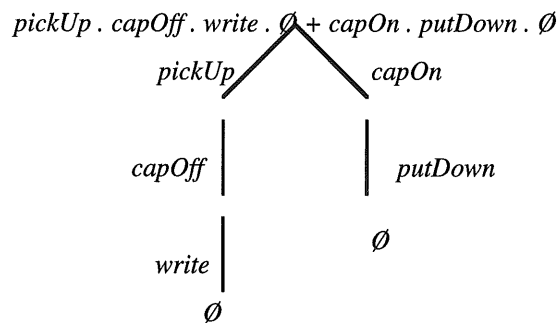 pickUp . capOff . write . Ø + capOn . putDown . Ø
pickUp capOn
capOff putDown
Ø
write
Ø